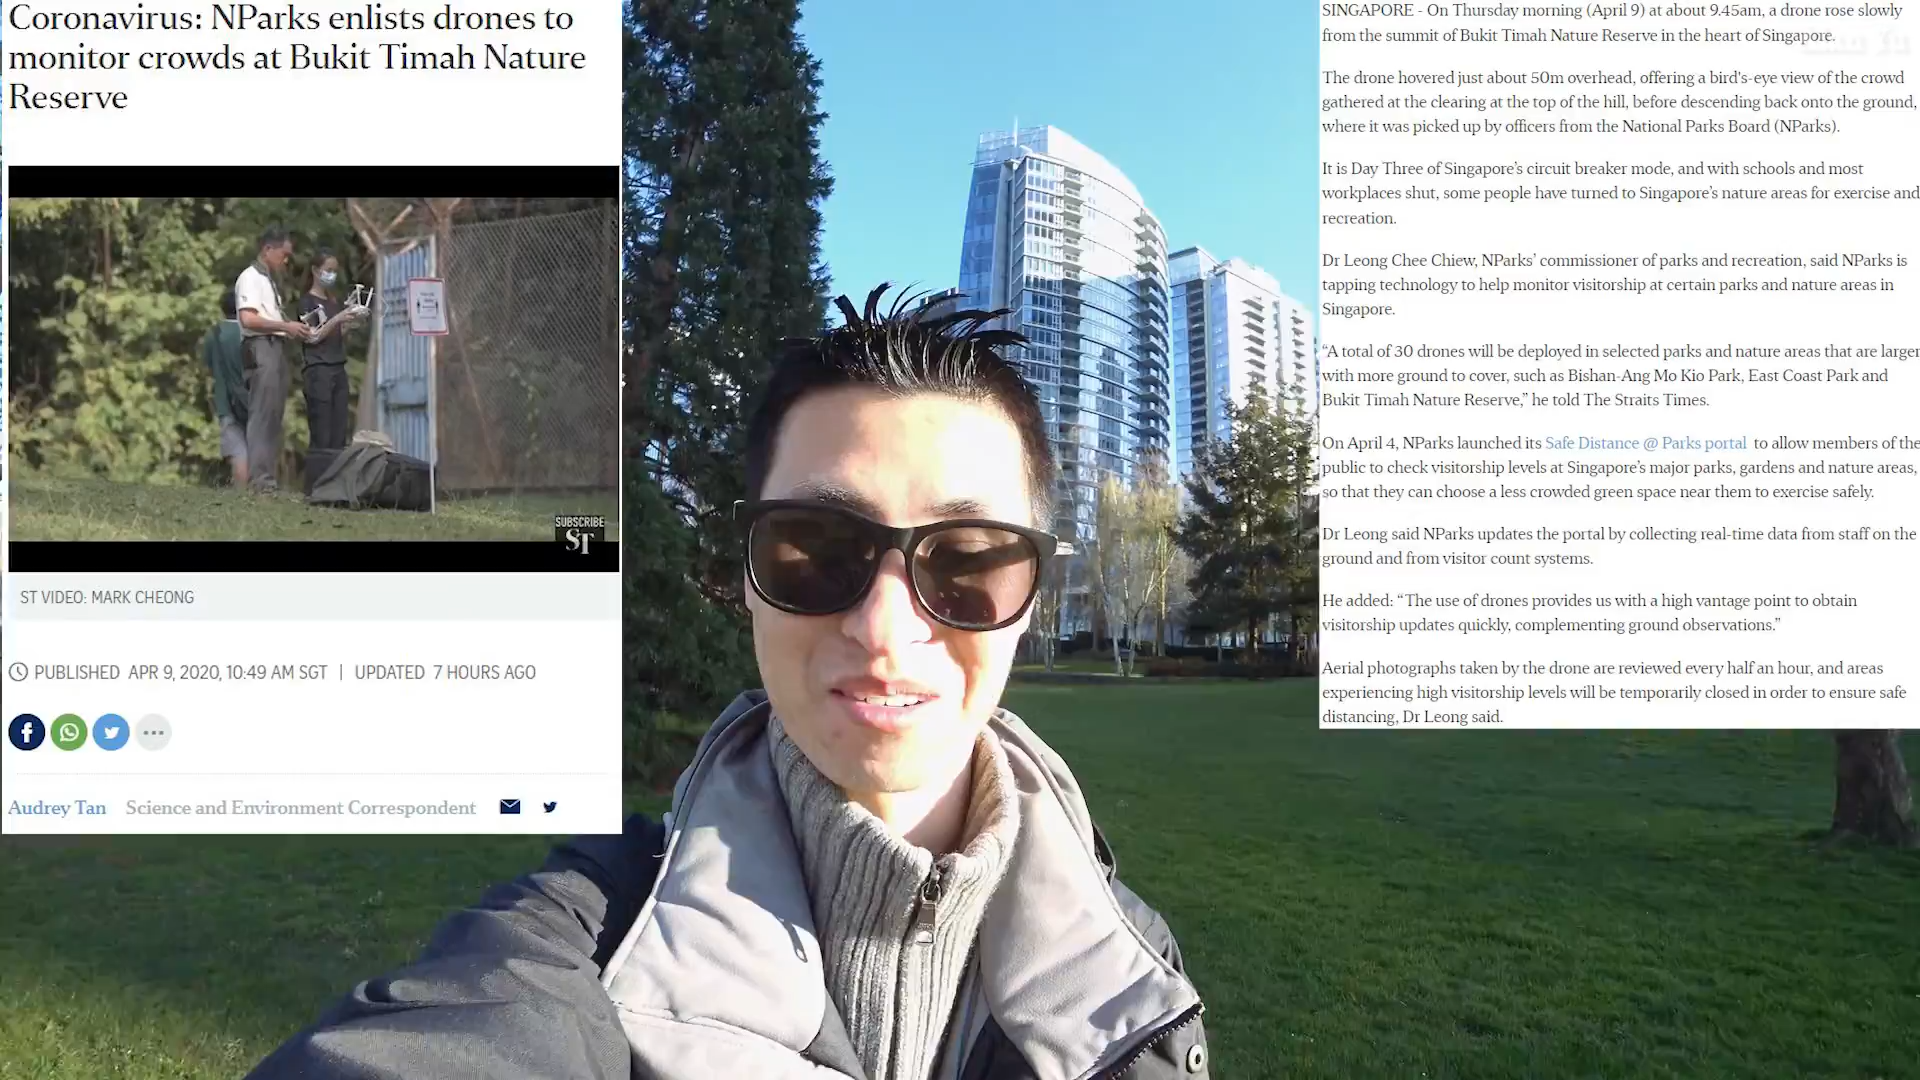 Coronavirus: NParks enlists drones to
monitor crowds at Bukit Timah Nature
Reserve
SUBSCRIBE
ST
ST VIDEO: MARK CHEONG
PUBLISHED APR 9, 2020, 10:49 AM SGT | UPDATED 7 HOURS AGO
Audrey Tan Science and Environment Correspondent
SINGAPORE - On Thursday morning (April 9) at about 9.45am, a drone rose slowly
from the summit of Bukit Timah Nature Reserve in the heart of Singapore.
The drone hovered just about 50m overhead, offering a bird's-eye view of the crowd
gathered at the clearing at the top of the hill, before descending back onto the ground,
where it was picked up by officers from the National Parks Board (NParks).
It is Day Three of Singapore's circuit breaker mode, and with schools and most
workplaces shut, some people have turned to Singapore's nature areas for exercise and
recreation.
Dr Leong Chee Chiew, NParks' commissioner of parks and recreation, said NParks is
tapping technology to help monitor visitorship at certain parks and nature areas in
Singapore.
“A total of 30 drones will be deployed in selected parks and nature areas that are larger
with more ground to cover, such as Bishan-Ang Mo Kio Park, East Coast Park and
Bukit Timah Nature Reserve,” he told The Straits Times.
On April 4, NParks launched its Safe Distance @ Parks portal to allow members of the
public to check visitorship levels at Singapore's major parks, gardens and nature areas,
so that they can choose a less crowded green space near them to exercise safely.
Dr Leong said NParks updates the portal by collecting real-time data from staff on the
ground and from visitor count systems.
He added: “The use of drones provides us with a high vantage point to obtain
visitorship updates quickly, complementing ground observations.”
Aerial photographs taken by the drone are reviewed every half an hour, and areas
experiencing high visitorship levels will be temporarily closed in order to ensure safe
distancing, Dr Leong said.